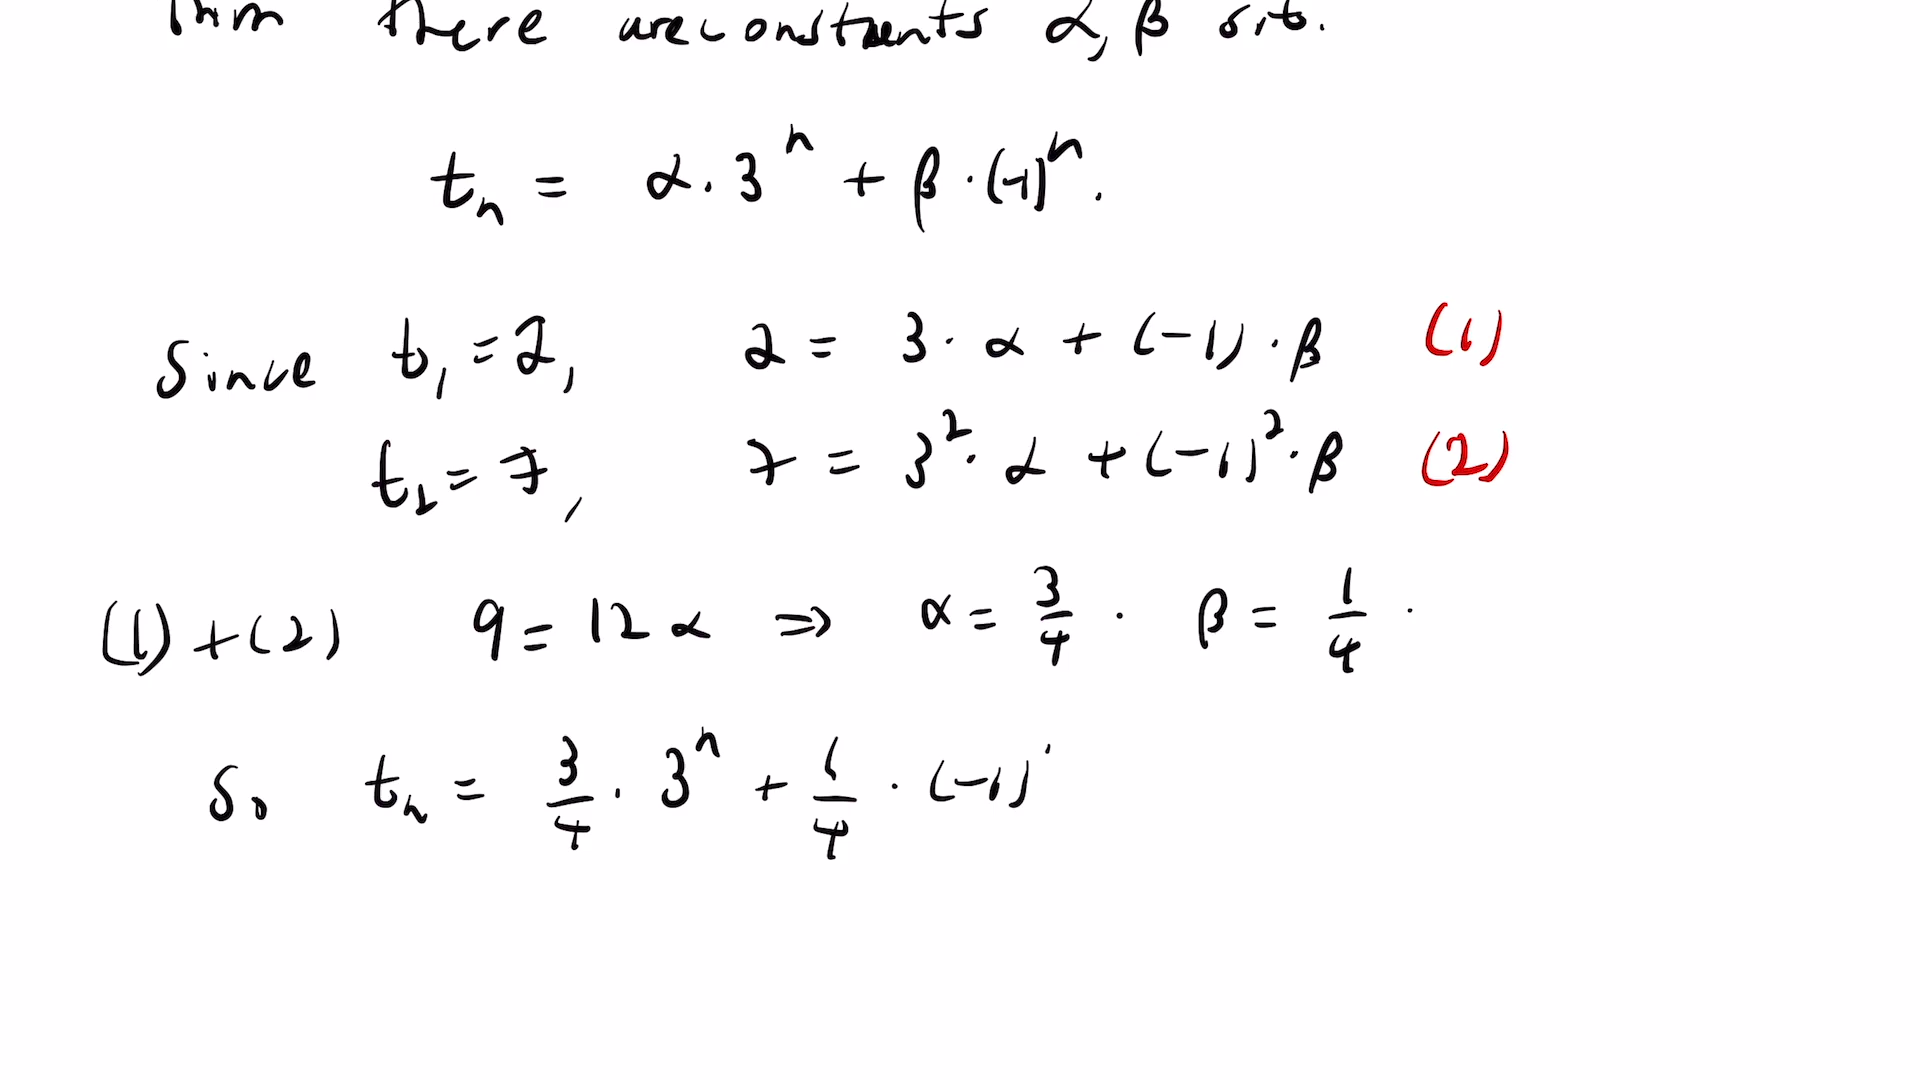 there are constants α, β s.t.
tₙ = α · 3ⁿ + β · (-1)ⁿ.
Since t₁ = 2, 2 = 3 · α + (-1) · β (1)
t₂ = 7, 7 = 3² · α + (-1)² · β (2)
(1) + (2) 9 = 12 α ⇒ α = 3/4 . β = 1/4 .
So tₙ = 3/4 · 3ⁿ + 1/4 · (-1)